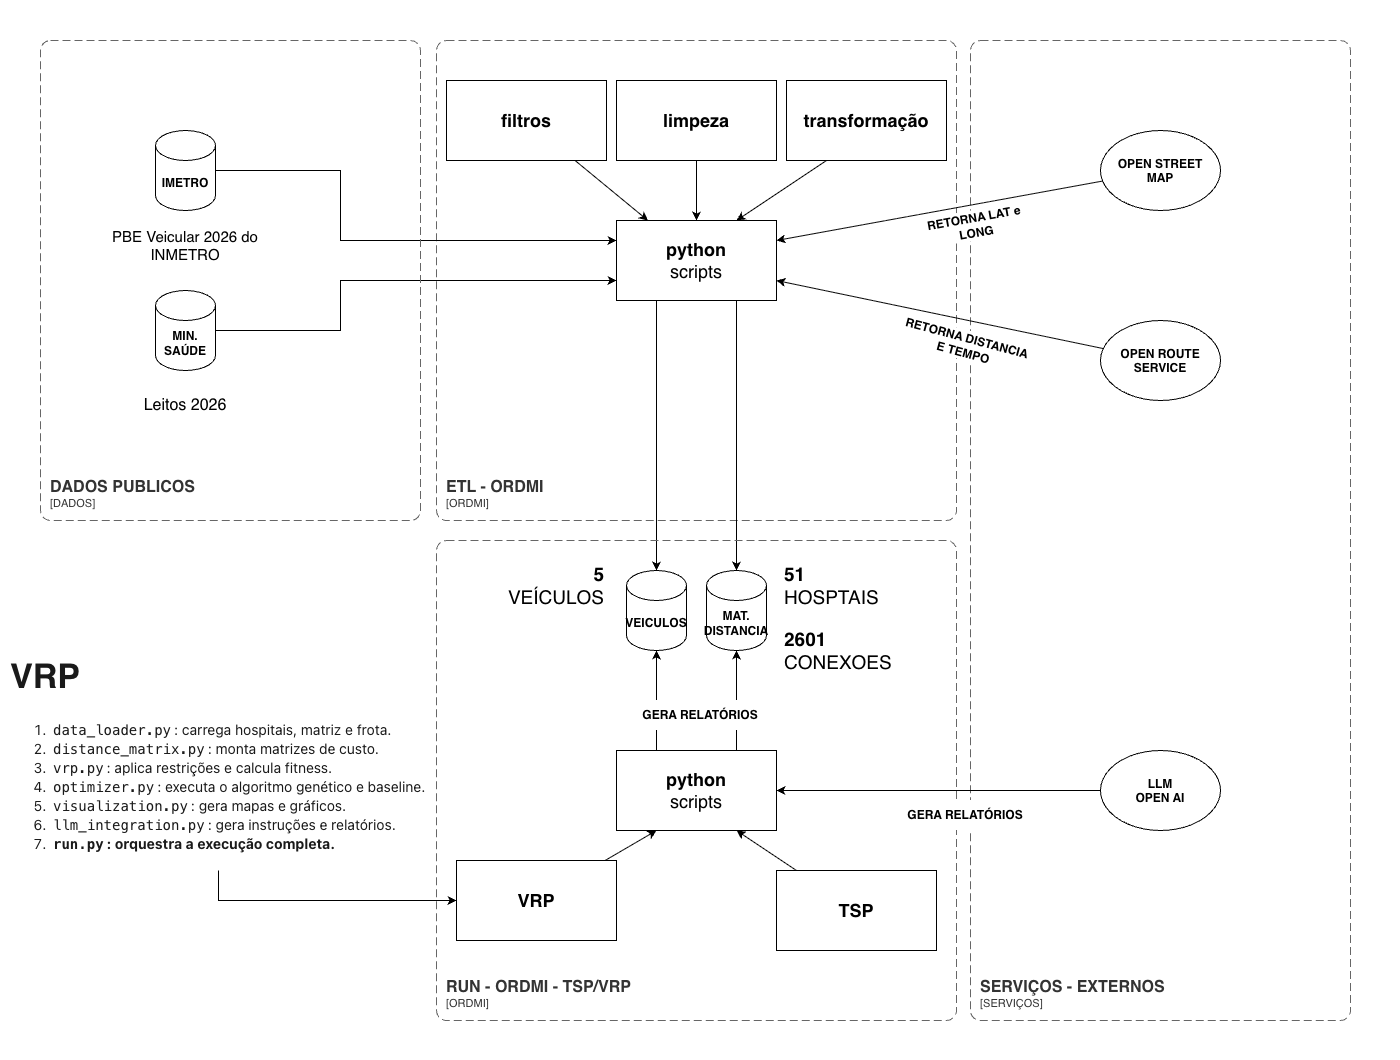 filtros
limpeza
transformação
IMETRO
PBE Veicular 2026 do
INMETRO
MIN.
SAÚDE
Leitos 2026
DADOS PUBLICOS
[DADOS]
python
scripts
ETL - ORDMI
[ORDMI]
OPEN STREET
MAP
RETORNA LAT e
LONG
RETORNA DISTANCIA
E TEMPO
OPEN ROUTE
SERVICE
5
VEÍCULOS
VEICULOS
MAT.
DISTANCIA
51
HOSPTAIS
2601
CONEXOES
GERA RELATÓRIOS
python
scripts
VRP
1. data_loader.py : carrega hospitais, matriz e frota.
2. distance_matrix.py : monta matrizes de custo.
3. vrp.py : aplica restrições e calcula fitness.
4. optimizer.py : executa o algoritmo genético e baseline.
5. visualization.py : gera mapas e gráficos.
6. llm_integration.py : gera instruções e relatórios.
7. run.py : orquestra a execução completa.
VRP
TSP
RUN - ORDMI - TSP/VRP
[ORDMI]
LLM
OPEN AI
GERA RELATÓRIOS
SERVIÇOS - EXTERNOS
[SERVIÇOS]